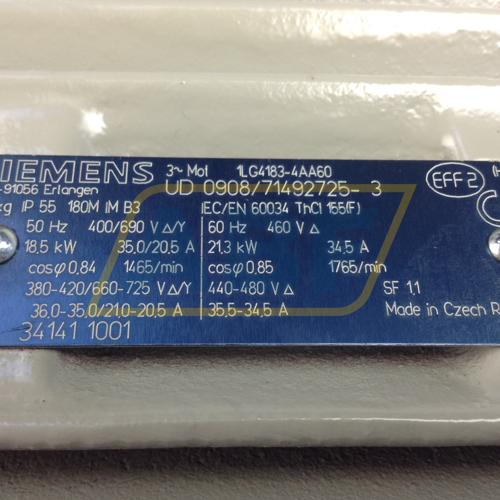 SIEMENS 3~ Mot 1LG4183-4AA60
-91056 Erlangen UD 0908/71492725- 3 EFF2
kg IP 55 180M IM B3 IEC/EN 60034 ThCl 155(F)
50 Hz 400/690 V Δ/Y 60 Hz 460 V Δ
18,5 kW 35.0/20,5 A 21,3 kW 34.5 A
cosφ 0,84 1465/min cosφ 0,85 1765/min
380-420/660-725 V Δ/Y 440-480 V Δ SF 1.1
36.0-35.0/21.0-20,5 A 35,5-34,5 A Made in Czech R
34141 1001